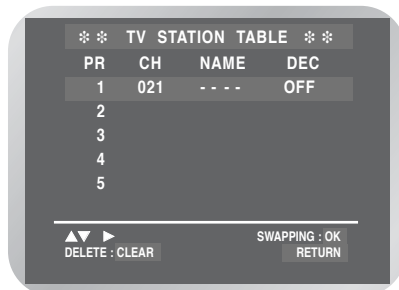 ❊❊ TV STATION TABLE ❊❊
PR CH NAME DEC
1 021 - - - - OFF
2
3
4
5
▲▼ ► SWAPPING : OK
DELETE : CLEAR RETURN